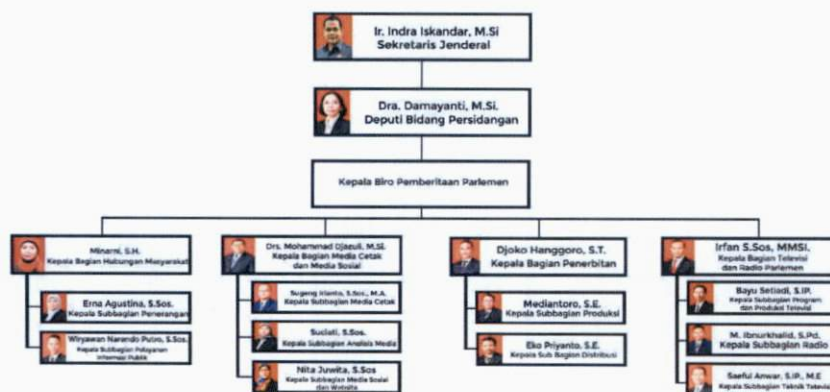 Ir. Indra Iskandar, M.Si
Sekretaris Jenderal
Dra. Damayanti, M.Si.
Deputi Bidang Persidangan
Kepala Biro Pemberitaan Parlemen
Minarni, S.H.
Kepala Bagian Hubungan Masyarakat
Erna Agustina, S.Sos.
Kepala Subbagian Penerangan
Wiryawan Narendo Putro, S.Sos.
Kepala Subbagian Pelayanan
Informasi Publik
Drs. Mohammad Djazuli, M.Si.
Kepala Bagian Media Cetak
dan Media Sosial
Sugeng Irianto, S.Sos., M.A.
Kepala Subbagian Media Cetak
Suciati, S.Sos.
Kepala Subbagian Analisis Media
Nita Juwita, S.Sos
Kepala Subbagian Media Sosial
dan Website
Djoko Hanggoro, S.T.
Kepala Bagian Penerbitan
Mediantoro, S.E.
Kepala Subbagian Produksi
Eko Priyanto, S.E.
Kepala Sub Bagian Distribusi
Irfan S.Sos, MMSI.
Kepala Bagian Televisi
dan Radio Parlemen
Bayu Setiadi, S.IP.
Kepala Subbagian Program
dan Produksi Televisi
M. Ibnurkhalid, S.Pd.
Kepala Subbagian Radio
Saeful Anwar, S.IP., M.E
Kepala Subbagian Teknik Televisi